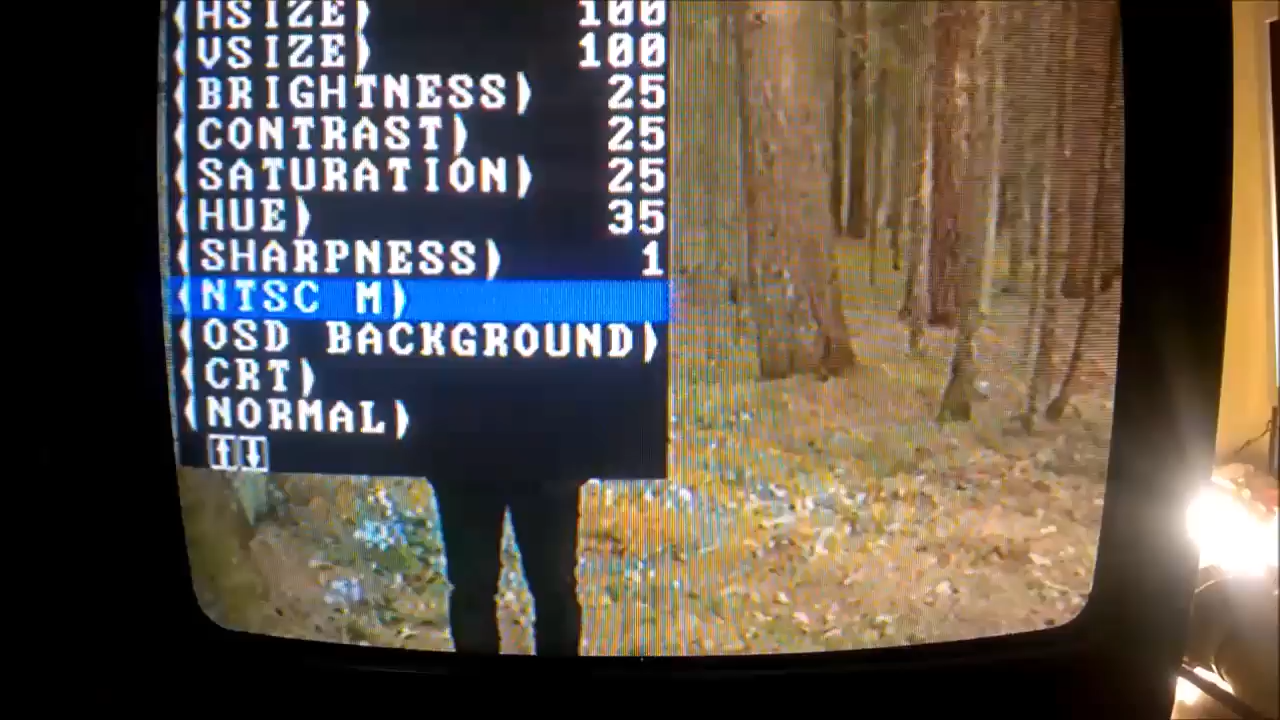 (HSIZE) 100
(VSIZE) 100
(BRIGHTNESS) 25
(CONTRAST) 25
(SATURATION) 25
(HUE) 35
(SHARPNESS) 1
(NTSC M)
(OSD BACKGROUND)
(CRT)
(NORMAL)
↑↓